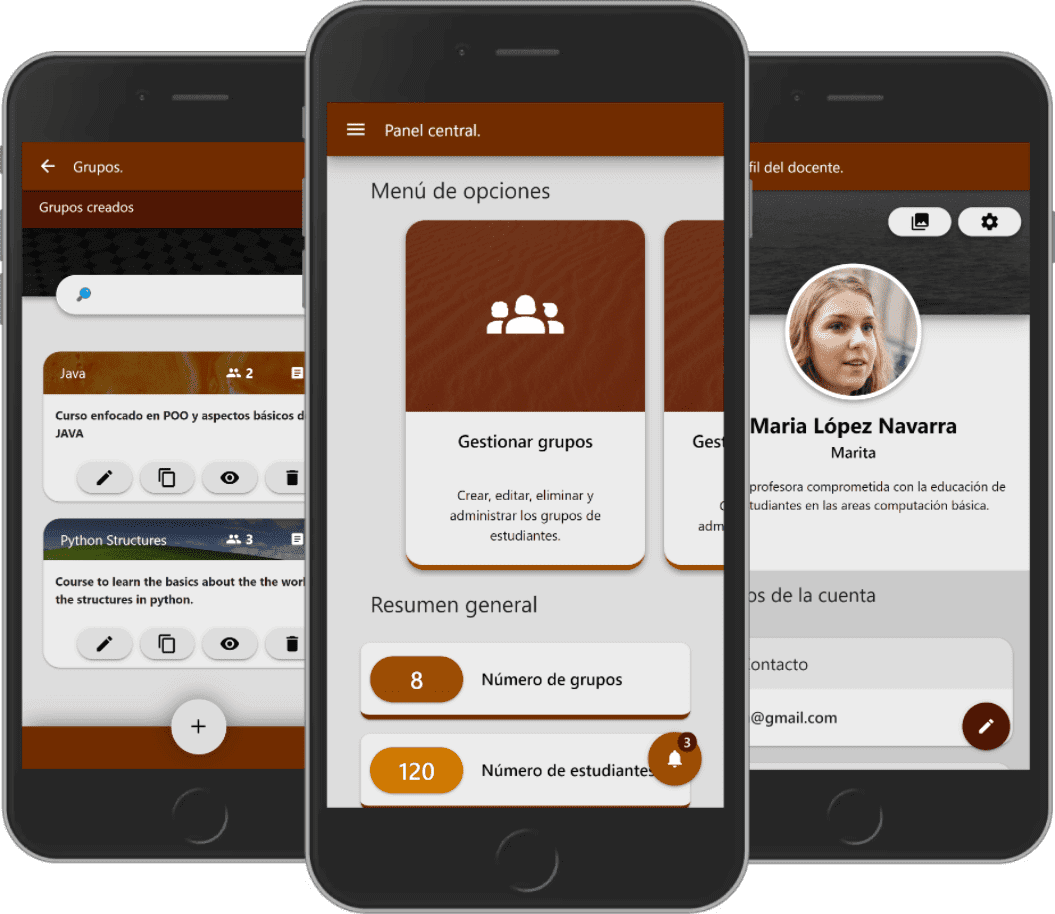 Grupos.
Grupos creados
Java
2
Curso enfocado en POO y aspectos básicos d
JAVA
Python Structures
3
Course to learn the basics about the the worl
the structures in python.
+
Panel central.
Menú de opciones
Gestionar grupos
Crear, editar, eliminar y
administrar los grupos de
estudiantes.
Gest
C
adm
Resumen general
8
Número de grupos
120
Número de estudiantes
3
fil del docente.
Maria López Navarra
Marita
profesora comprometida con la educación de
tudiantes en las areas computación básica.
os de la cuenta
ontacto
@gmail.com